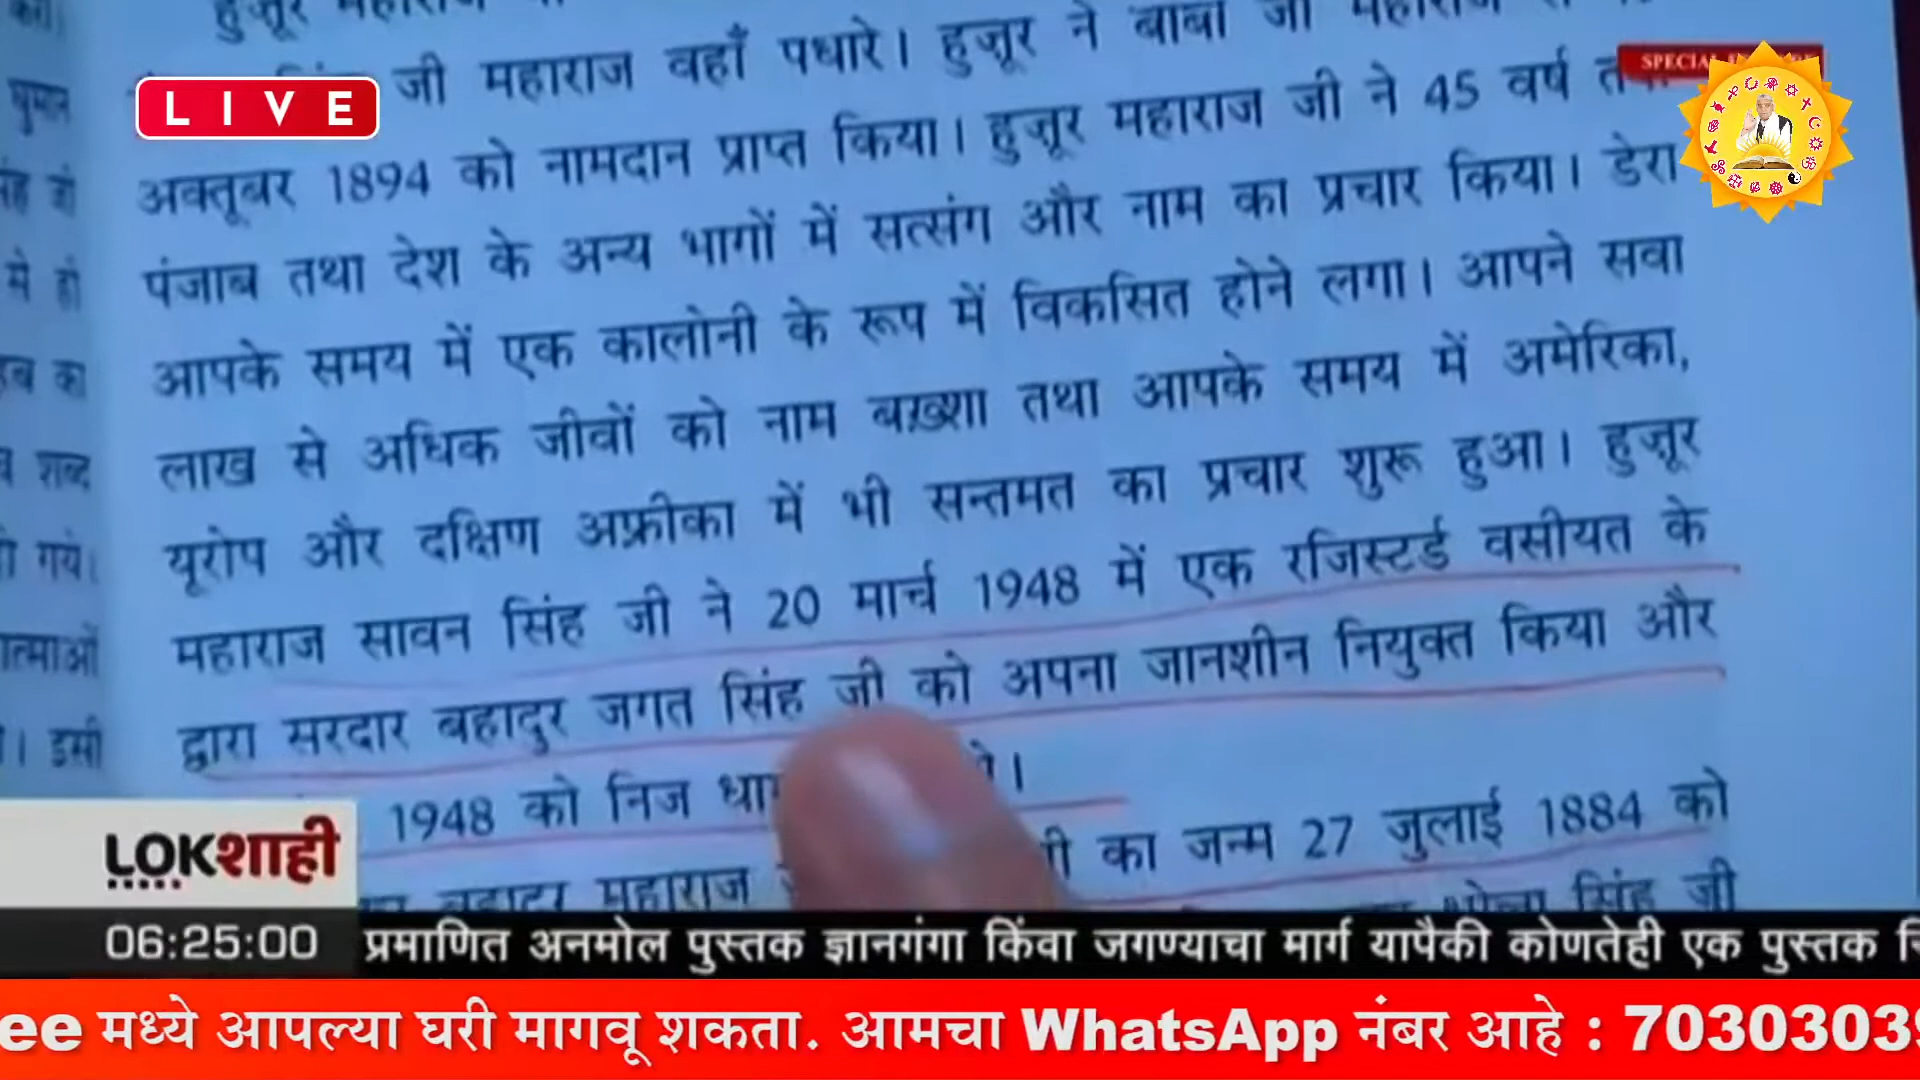 जी महाराज वहाँ पधारे। हुज़ूर ने बाबा जी महाराज
अक्तूबर 1894 को नामदान प्राप्त किया। हुज़ूर महाराज जी ने 45 वर्ष
पंजाब तथा देश के अन्य भागों में सत्संग और नाम का प्रचार किया। डेरा
आपके समय में एक कालोनी के रूप में विकसित होने लगा। आपने सवा
लाख से अधिक जीवों को नाम बख़्शा तथा आपके समय में अमेरिका,
यूरोप और दक्षिण अफ़्रीका में भी सन्तमत का प्रचार शुरू हुआ। हुज़ूर
महाराज सावन सिंह जी ने 20 मार्च 1948 में एक रजिस्टर्ड वसीयत के
द्वारा सरदार बहादुर जगत सिंह जी को अपना जानशीन नियुक्त किया और
1948 को निज
महाराज का जन्म 27 जुलाई 1884 को
सिंह जी
LIVE
SPECIAL
LOKशाही
06:25:00
प्रमाणित अनमोल पुस्तक ज्ञानगंगा किंवा जगण्याचा मार्ग यापैकी कोणतेही एक पुस्तक
ee मध्ये आपल्या घरी मागवू शकता. आमचा WhatsApp नंबर आहे : 7030303